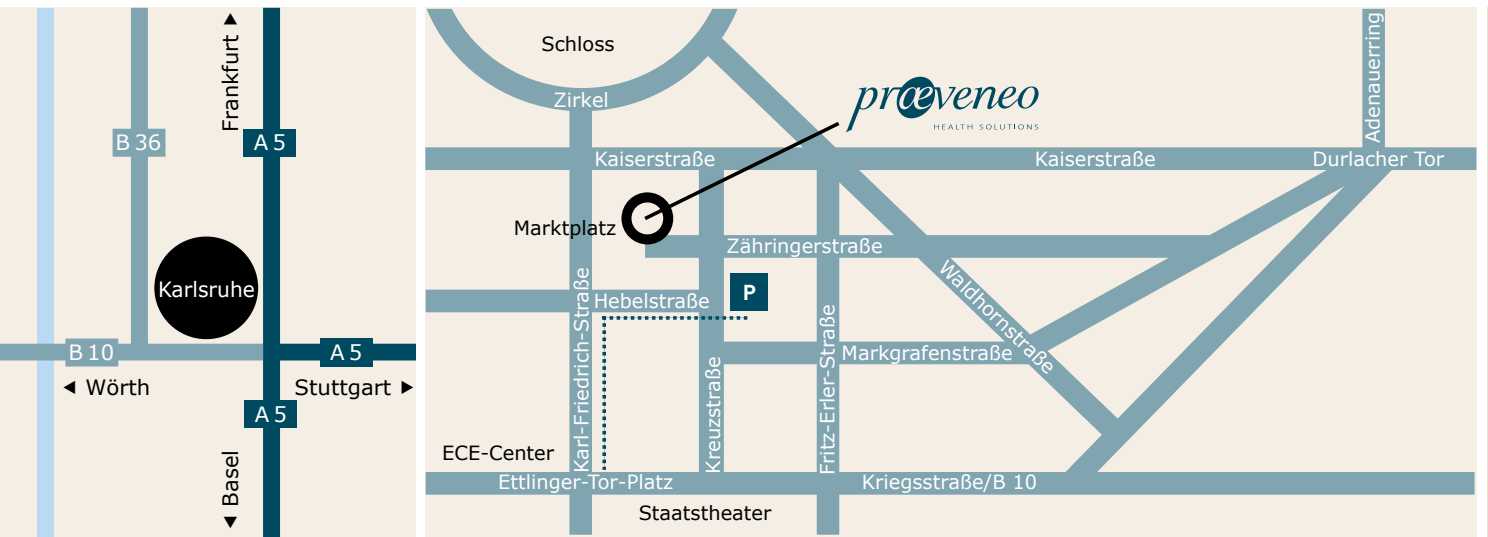 Frankfurt
B 36
A 5
Karlsruhe
B 10
A 5
Wörth
Stuttgart
A 5
Basel
Schloss
Zirkel
præveneo
HEALTH SOLUTIONS
Adenauerring
Kaiserstraße
Kaiserstraße
Durlacher Tor
Marktplatz
Zähringerstraße
Waldhornstraße
Hebelstraße
P
Karl-Friedrich-Straße
Kreuzstraße
Fritz-Erler-Straße
Markgrafenstraße
ECE-Center
Ettlinger-Tor-Platz
Kriegsstraße/B 10
Staatstheater